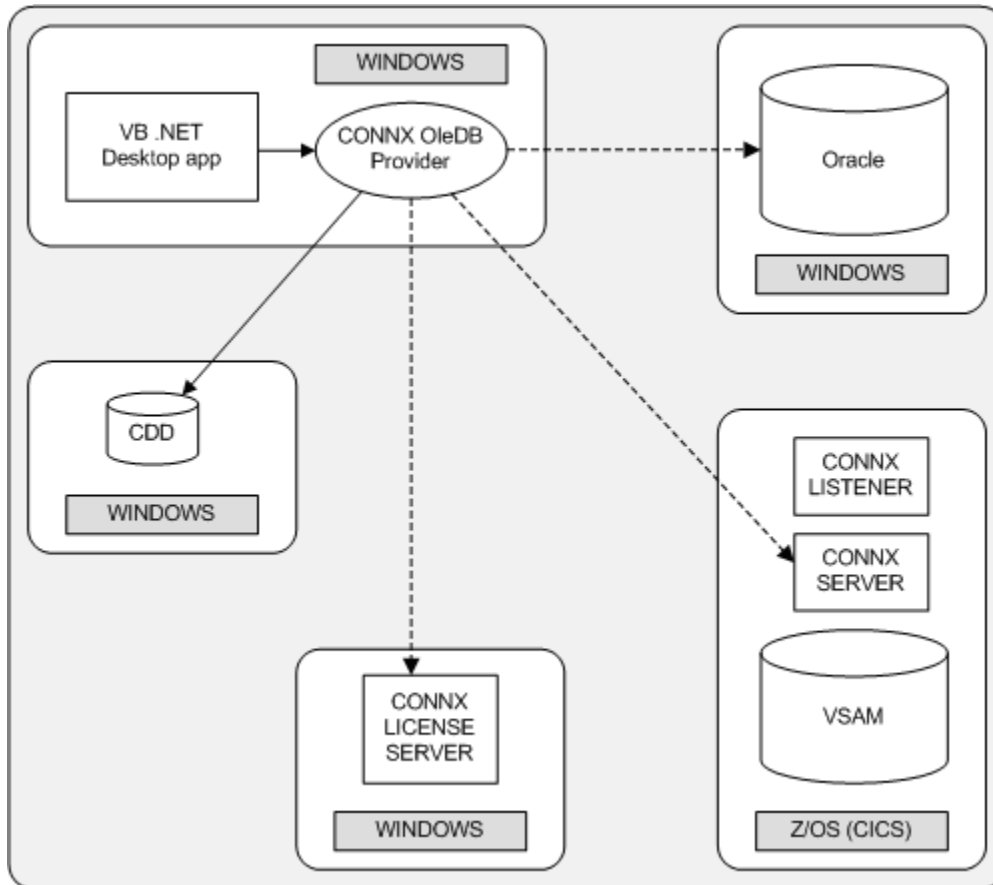 WINDOWS
VB .NET
Desktop app
CONNX OleDB
Provider
Oracle
WINDOWS
CDD
WINDOWS
CONNX
LISTENER
CONNX
SERVER
VSAM
Z/OS (CICS)
CONNX
LICENSE
SERVER
WINDOWS